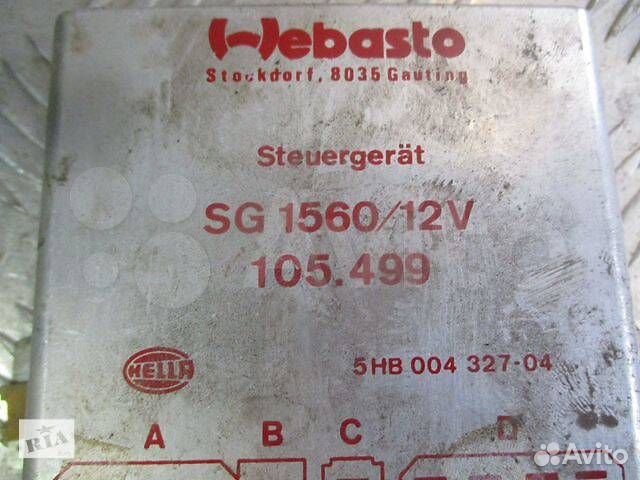 Webasto
Stockdorf, 8035 Gauting
Steuergerät
SG 1560/12V
105.499
HELLA
5HB 004 327-04
A B C D
RIA
Avito